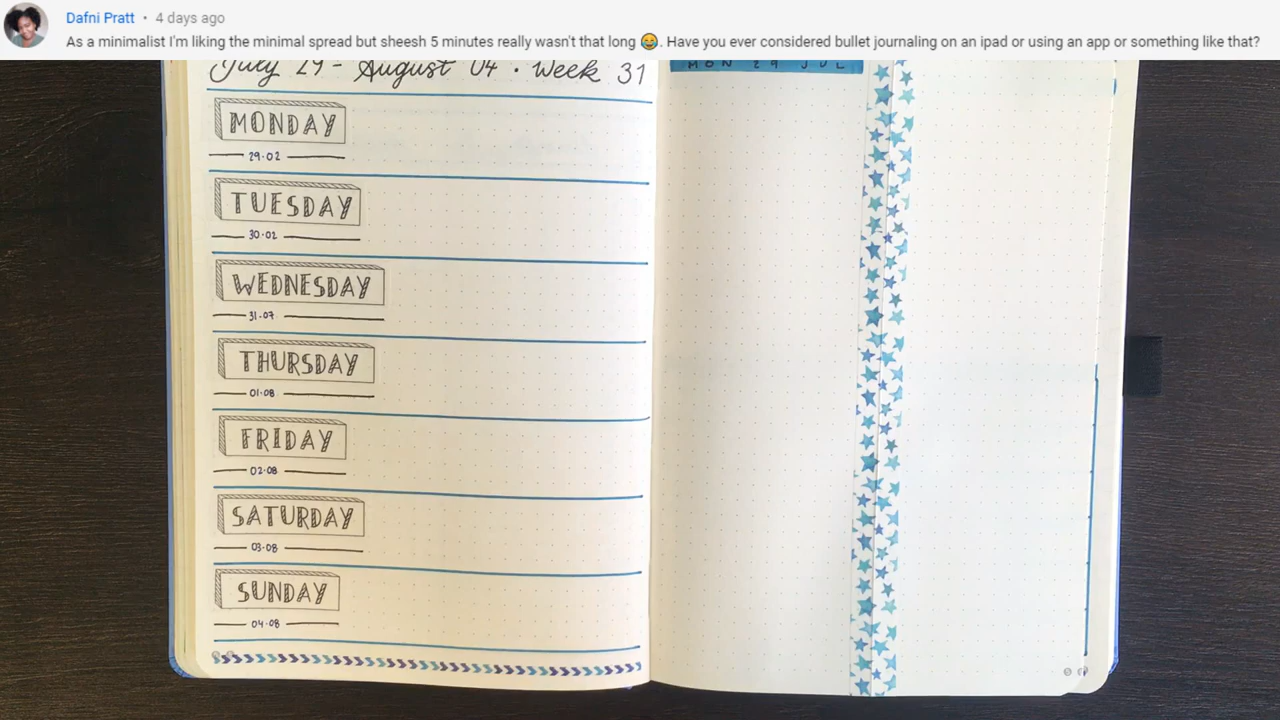 Dafni Pratt • 4 days ago
As a minimalist I'm liking the minimal spread but sheesh 5 minutes really wasn't that long 😂. Have you ever considered bullet journaling on an ipad or using an app or something like that?
July 29 - August 04 · Week 31
MONDAY
29·02
TUESDAY
30·02
WEDNESDAY
31·07
THURSDAY
01·08
FRIDAY
02·08
SATURDAY
03·08
SUNDAY
04·08
MON 29 JUL